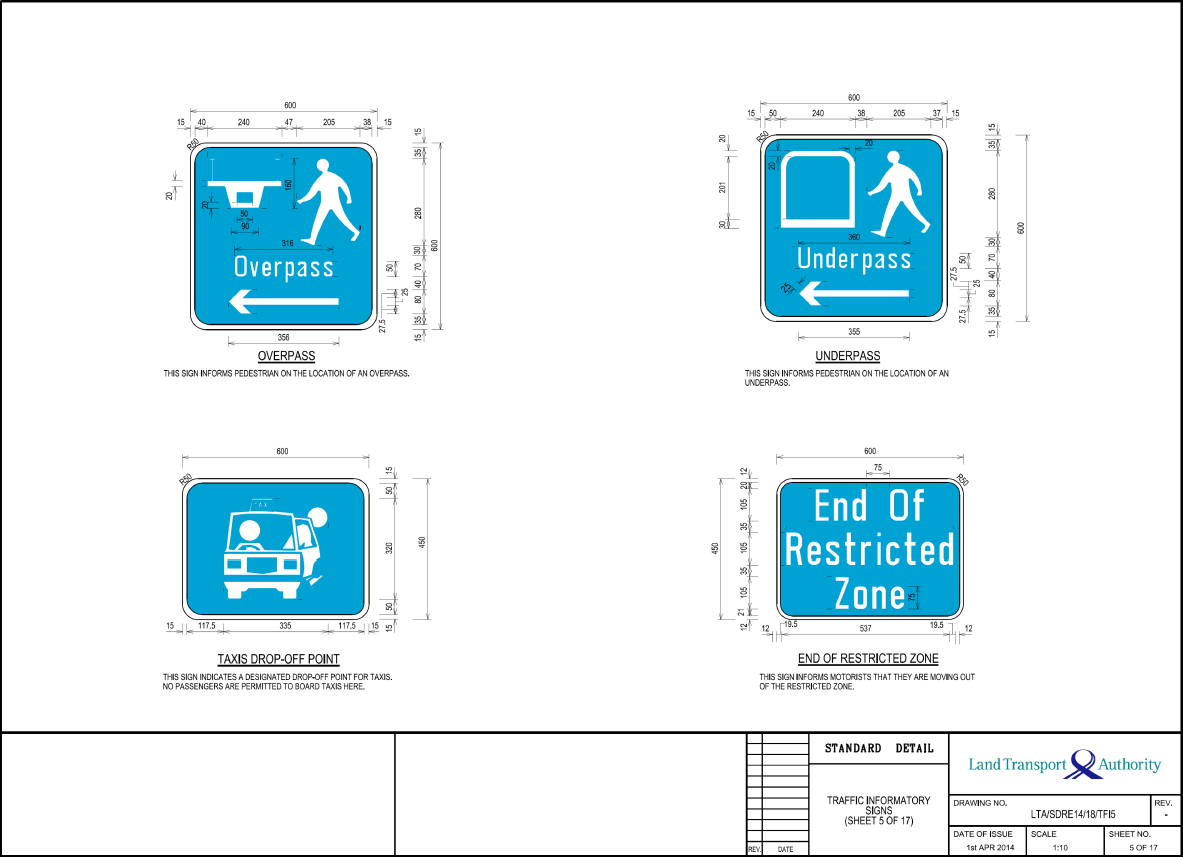 600
15 40 240 47 205 38 15
R50
15
35
280
600
30
70
50
40
25
80
27.5
35
15
20
20
160
50
90
316
Overpass
356
OVERPASS
THIS SIGN INFORMS PEDESTRIAN ON THE LOCATION OF AN OVERPASS.
600
15 50 240 38 205 37 15
R50
20
20
20
201
30
15
35
280
600
30
70
50
27.5
40
25
80
27.5
35
15
360
Underpass
25
355
UNDERPASS
THIS SIGN INFORMS PEDESTRIAN ON THE LOCATION OF AN
UNDERPASS.
600
R50
15
50
320
450
50
15
TAXI
15 117.5 335 117.5 15
TAXIS DROP-OFF POINT
THIS SIGN INDICATES A DESIGNATED DROP-OFF POINT FOR TAXIS.
NO PASSENGERS ARE PERMITTED TO BOARD TAXIS HERE.
600
75
R50
12
20
105
35
450
105
35
105
21
12
End Of
Restricted
Zone
75
12 19.5 537 19.5 12
END OF RESTRICTED ZONE
THIS SIGN INFORMS MOTORISTS THAT THEY ARE MOVING OUT
OF THE RESTRICTED ZONE.
REV. DATE
STANDARD DETAIL
TRAFFIC INFORMATORY
SIGNS
(SHEET 5 OF 17)
Land Transport Authority
DRAWING NO. REV.
LTA/SDRE14/18/TFI5 -
DATE OF ISSUE SCALE SHEET NO.
1st APR 2014 1:10 5 OF 17